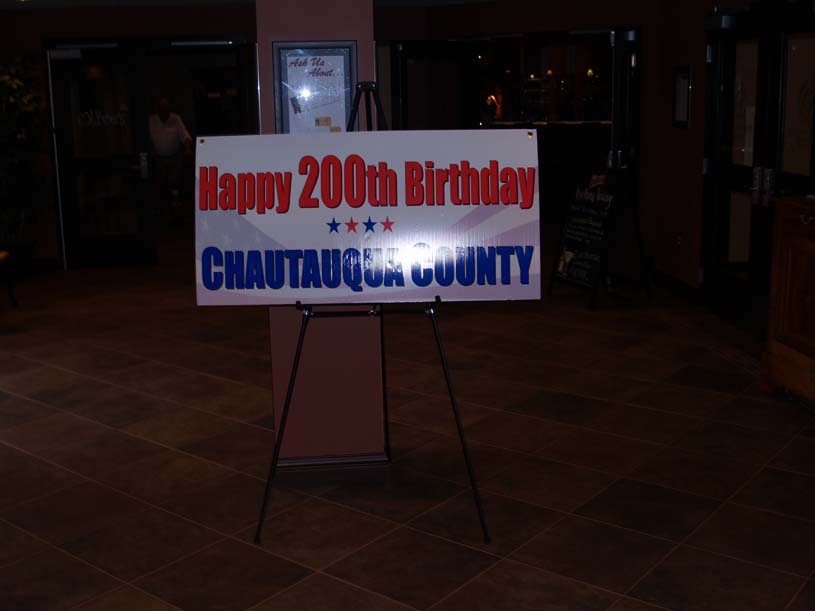 Ask Us
About...
Happy 200th Birthday
CHAUTAUQUA COUNTY